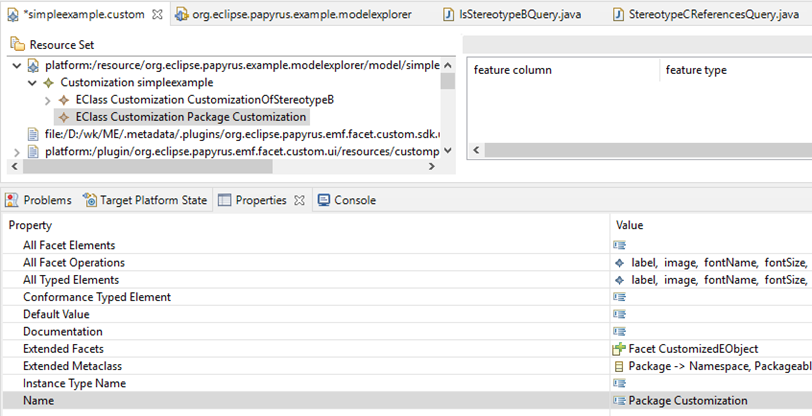 *simpleexample.custom
org.eclipse.papyrus.example.modelexplorer
IsStereotypeBQuery.java
StereotypeCReferencesQuery.java
Resource Set
platform:/resource/org.eclipse.papyrus.example.modelexplorer/model/simple
Customization simpleexample
EClass Customization CustomizationOfStereotypeB
EClass Customization Package Customization
file:/D:/wk/ME/.metadata/.plugins/org.eclipse.papyrus.emf.facet.custom.sdk.
platform:/plugin/org.eclipse.papyrus.emf.facet.custom.ui/resources/customp
feature column feature type
Problems Target Platform State Properties Console
Property Value
All Facet Elements
All Facet Operations label, image, fontName, fontSize,
All Typed Elements label, image, fontName, fontSize,
Conformance Typed Element
Default Value
Documentation
Extended Facets Facet CustomizedEObject
Extended Metaclass Package -> Namespace, Packageabl
Instance Type Name
Name Package Customization